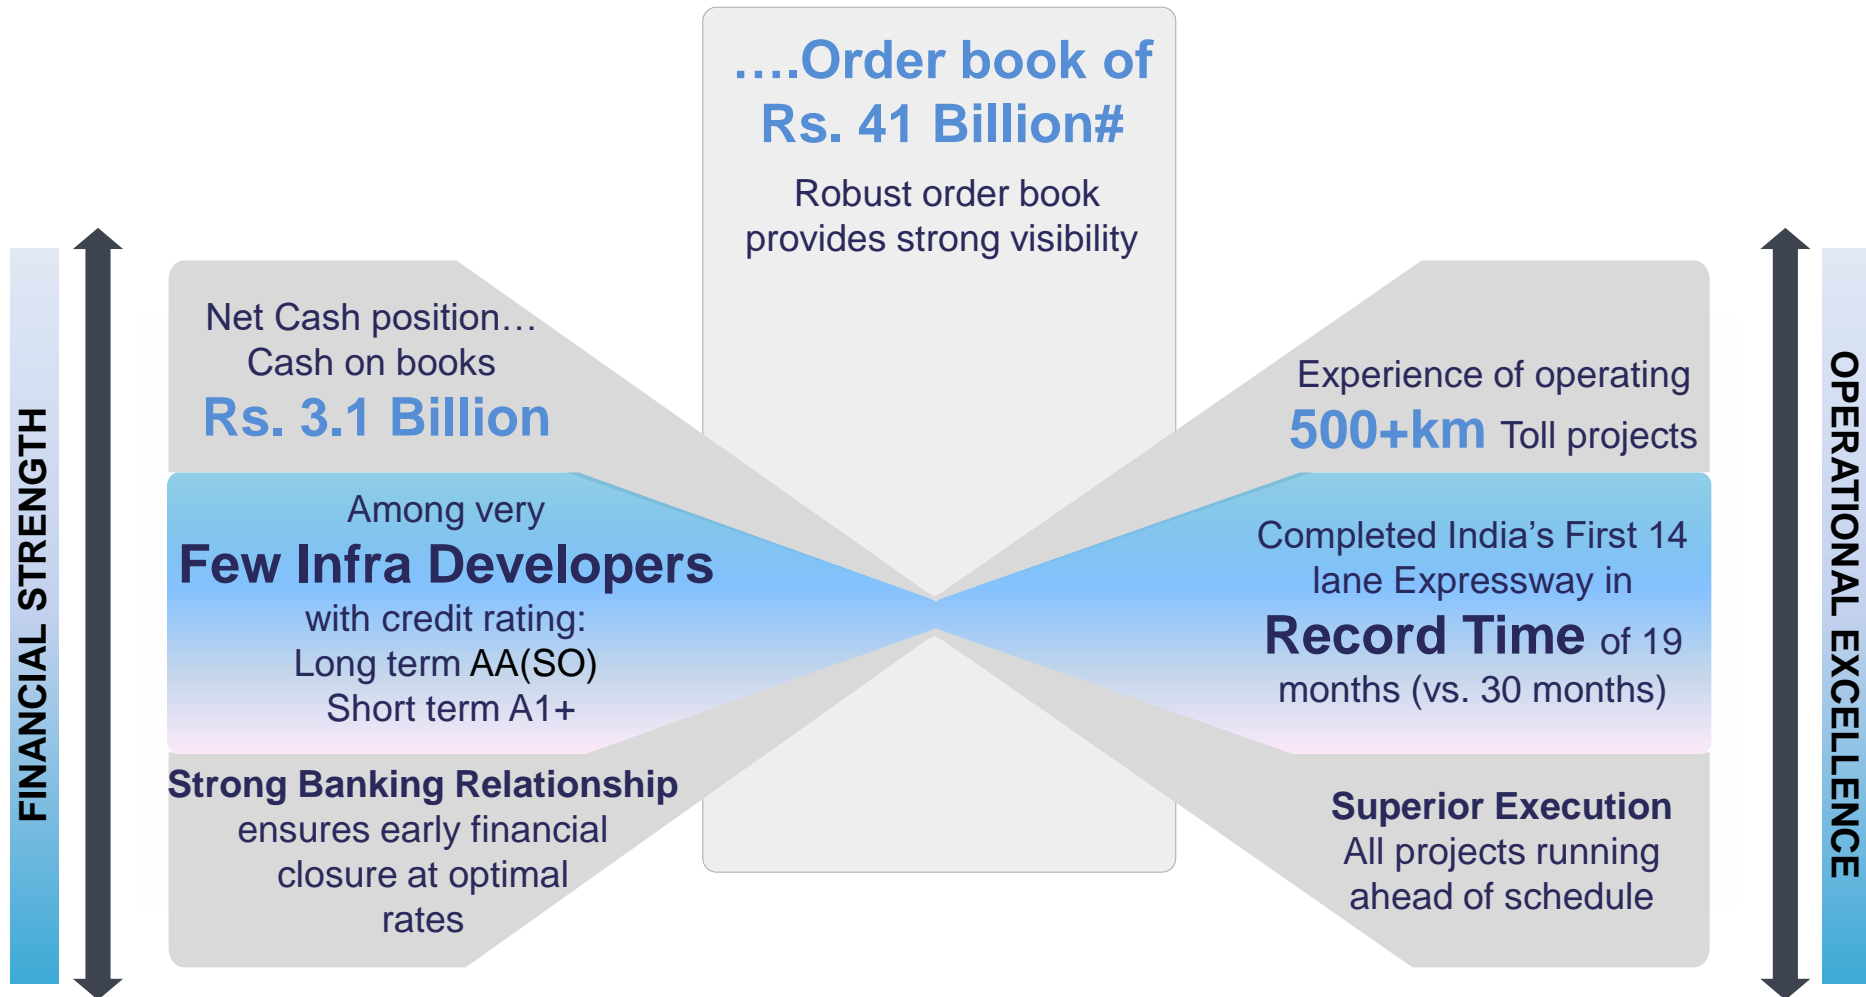 ….Order book of
Rs. 41 Billion#
Robust order book
provides strong visibility
FINANCIAL STRENGTH
Net Cash position…
Cash on books
Rs. 3.1 Billion
Among very
Few Infra Developers
with credit rating:
Long term AA(SO)
Short term A1+
Strong Banking Relationship
ensures early financial
closure at optimal
rates
Experience of operating
500+km Toll projects
Completed India’s First 14
lane Expressway in
Record Time of 19
months (vs. 30 months)
Superior Execution
All projects running
ahead of schedule
OPERATIONAL EXCELLENCE